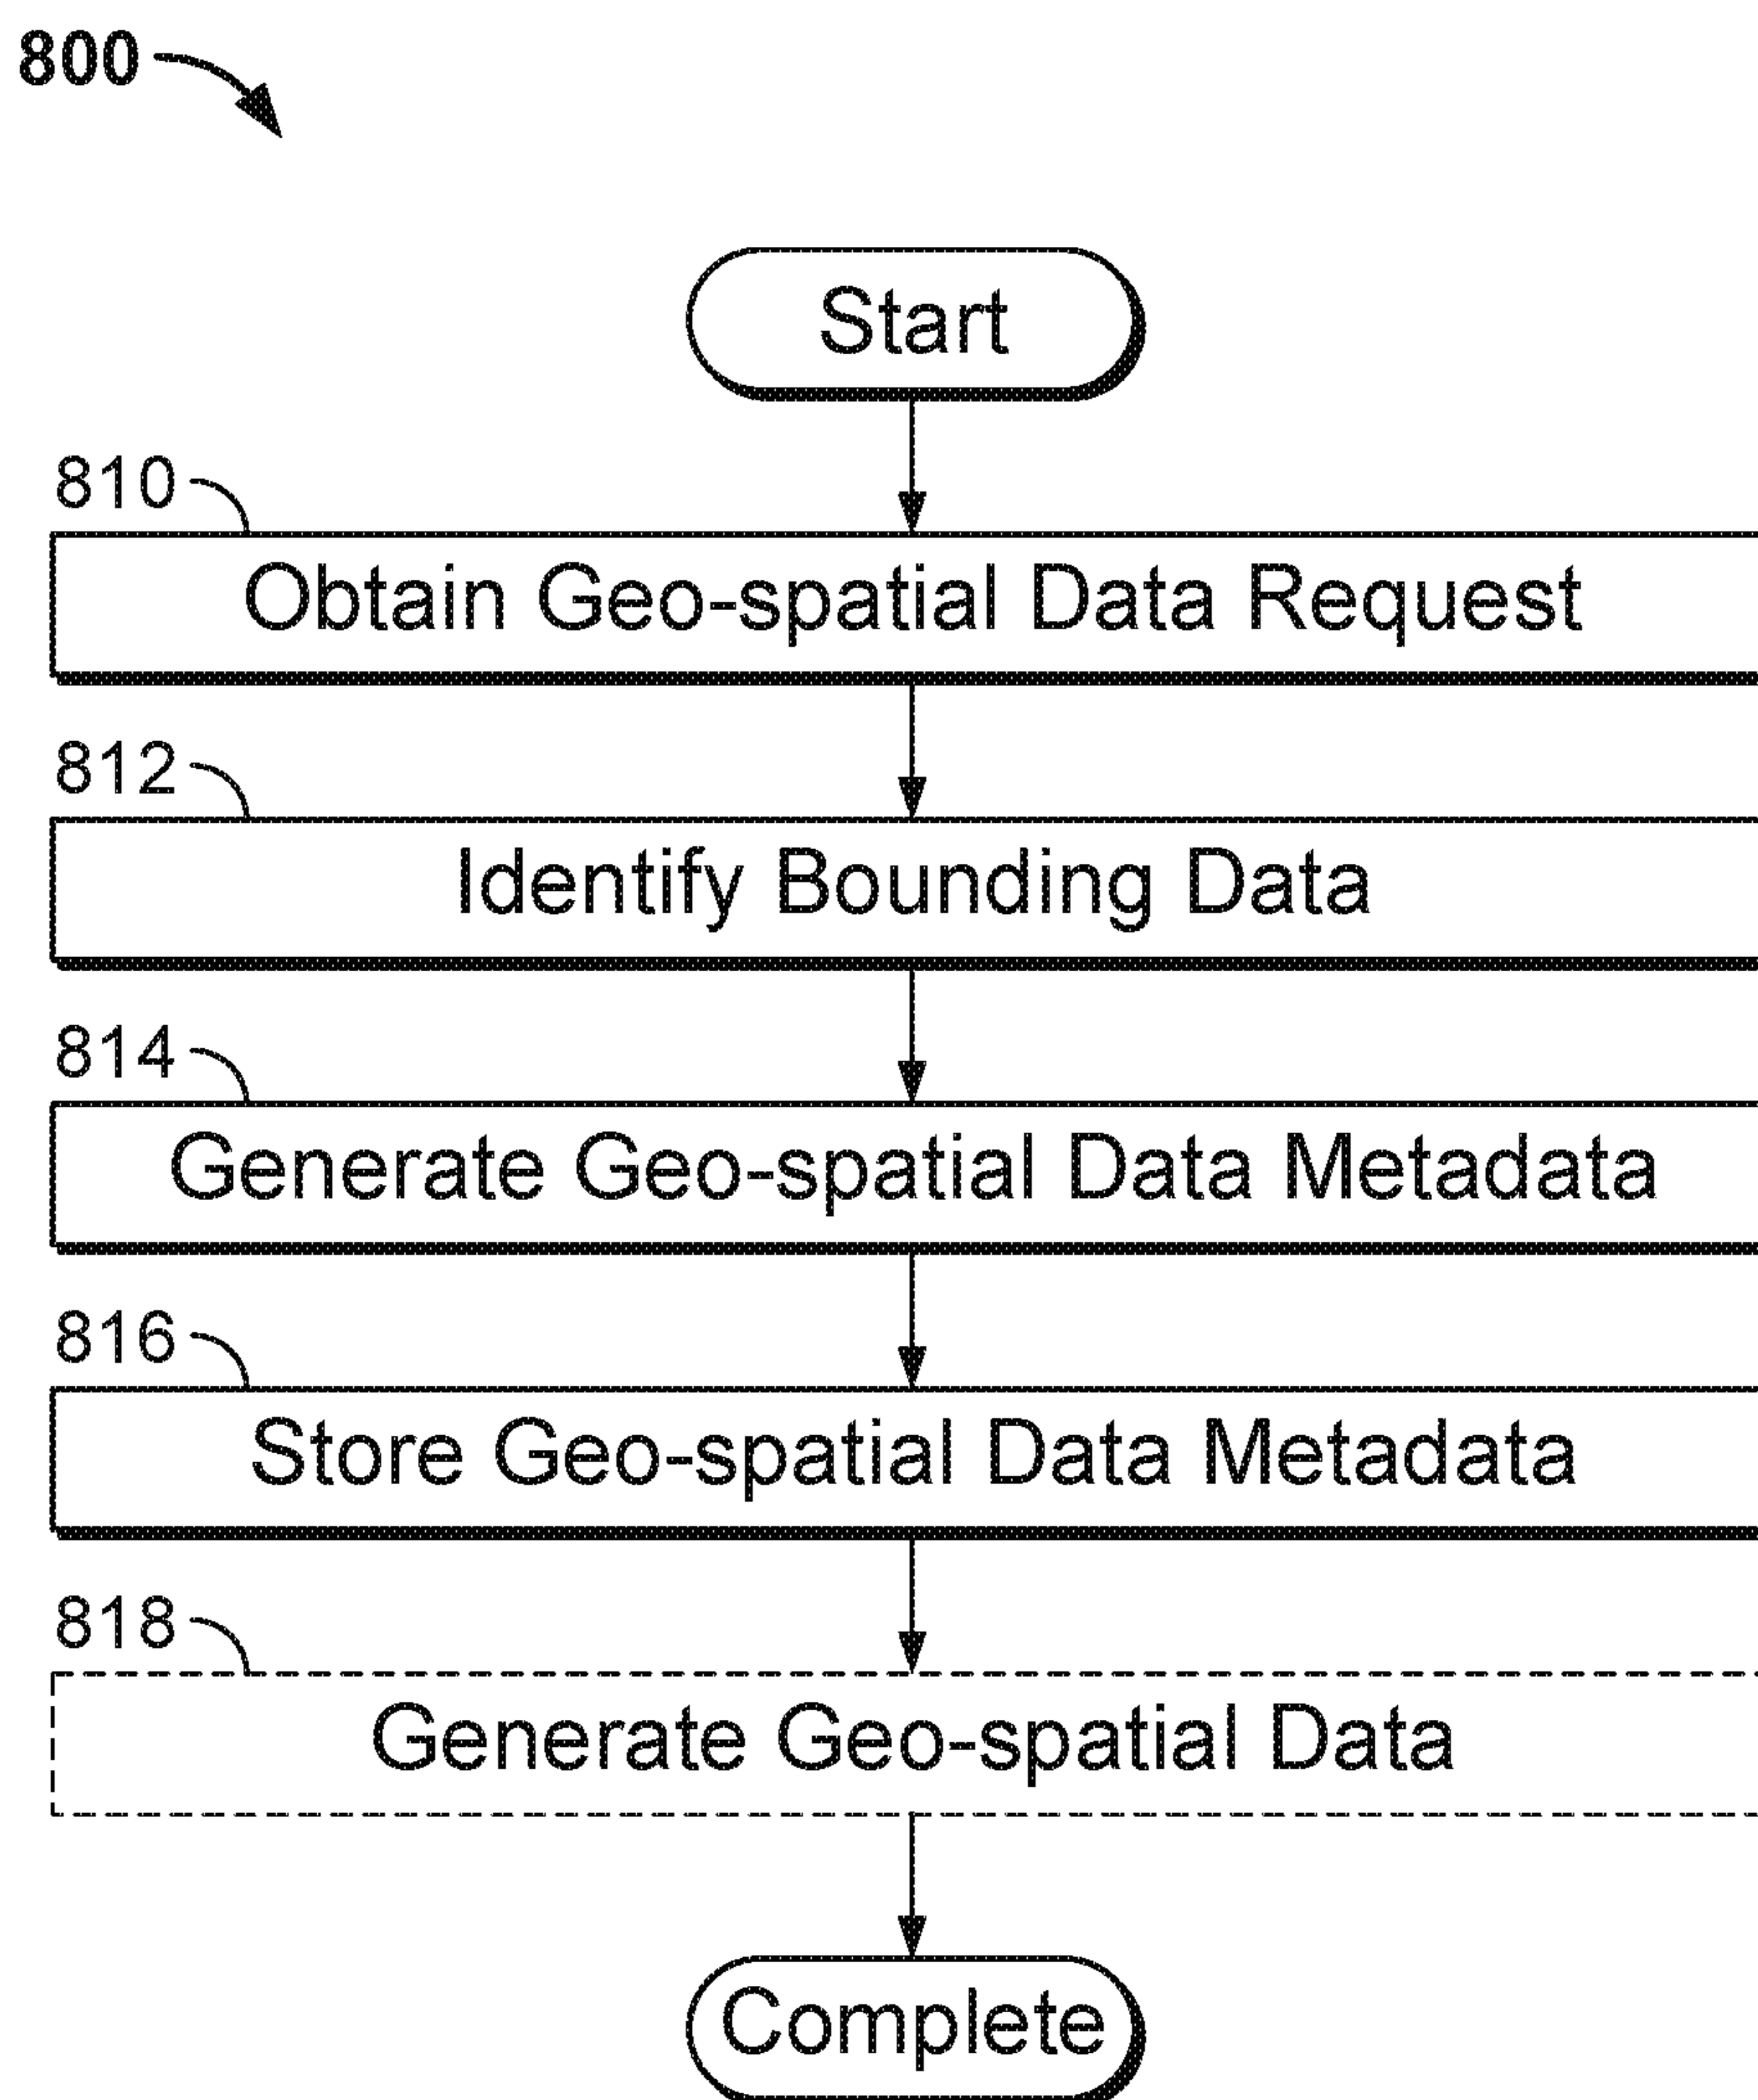 800
Start
810
Obtain Geo-spatial Data Request
812
Identify Bounding Data
814
Generate Geo-spatial Data Metadata
816
Store Geo-spatial Data Metadata
818
Generate Geo-spatial Data
Complete